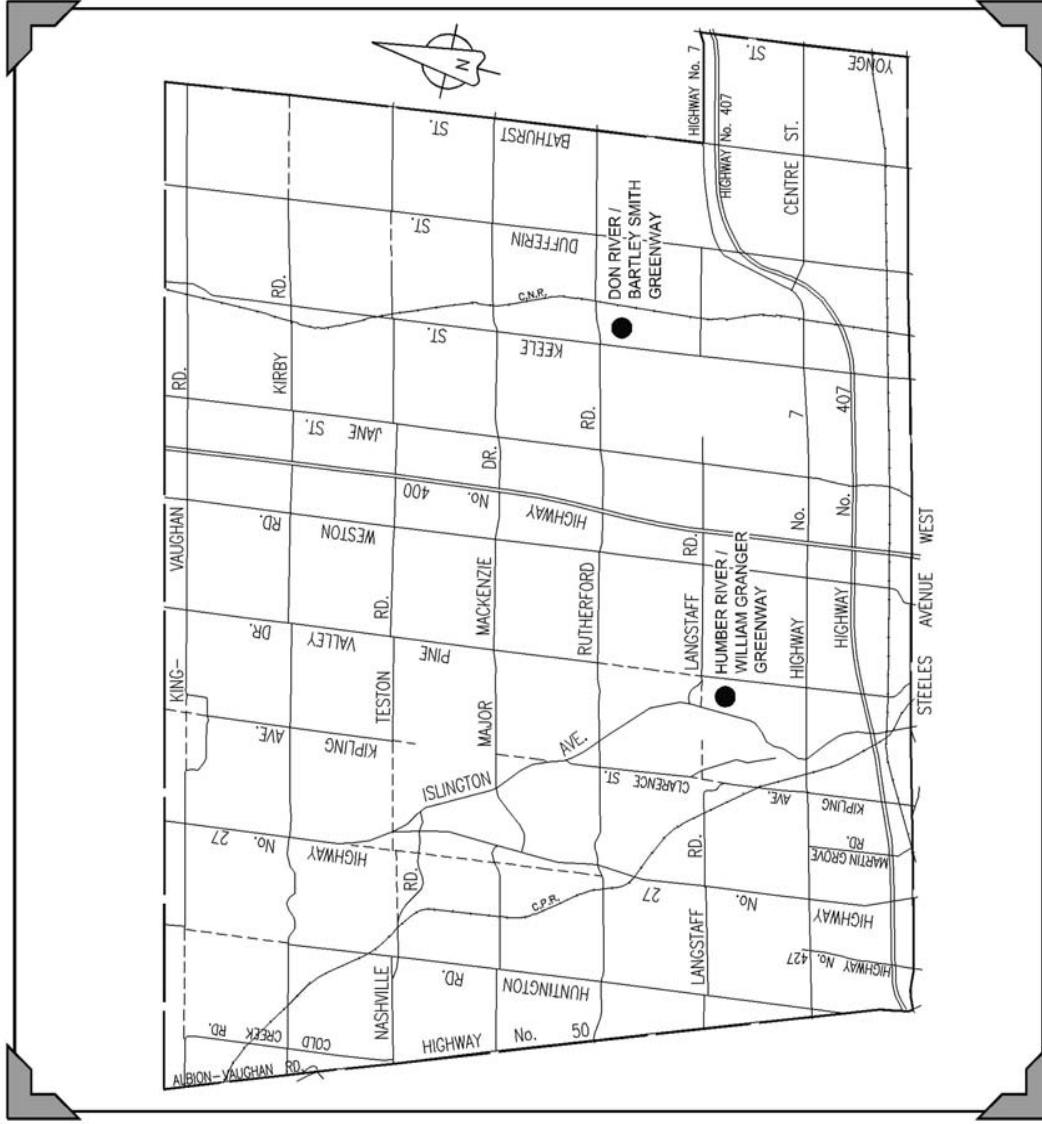 N
HIGHWAY No. 7
HIGHWAY No. 407
YONGE ST.
CENTRE ST.
BATHURST ST.
DUFFERIN ST.
DON RIVER /
BARTLEY SMITH
GREENWAY
C.N.R.
KEELE ST.
KING-VAUGHAN RD.
KIRBY RD.
JANE ST.
HIGHWAY No. 400
WESTON RD.
TESTON RD.
MAJOR MACKENZIE DR.
RUTHERFORD RD.
LANGSTAFF RD.
HIGHWAY No. 7
HIGHWAY No. 407
STEELES AVENUE WEST
PINE VALLEY DR.
HUMBER RIVER /
WILLIAM GRANGER
GREENWAY
KIPLING AVE.
ISLINGTON AVE.
CLARENCE ST.
KIPLING AVE.
MARTIN GROVE RD.
HIGHWAY No. 27
C.P.R.
LANGSTAFF RD.
HIGHWAY No. 27
HIGHWAY No. 427
NASHVILLE RD.
HUNTINGTON RD.
HIGHWAY No. 50
COLD CREEK RD.
ALBION-VAUGHAN RD.